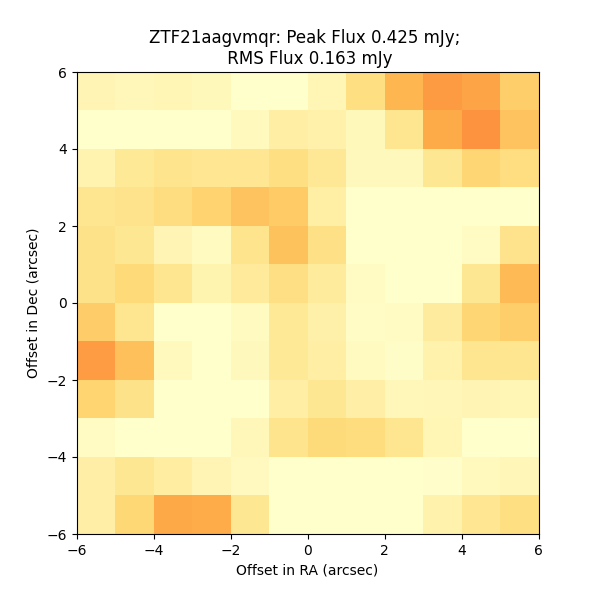 ZTF21aagvmqr: Peak Flux 0.425 mJy;
RMS Flux 0.163 mJy
6
4
2
0
−2
−4
−6
Offset in Dec (arcsec)
−6 −4 −2 0 2 4 6
Offset in RA (arcsec)